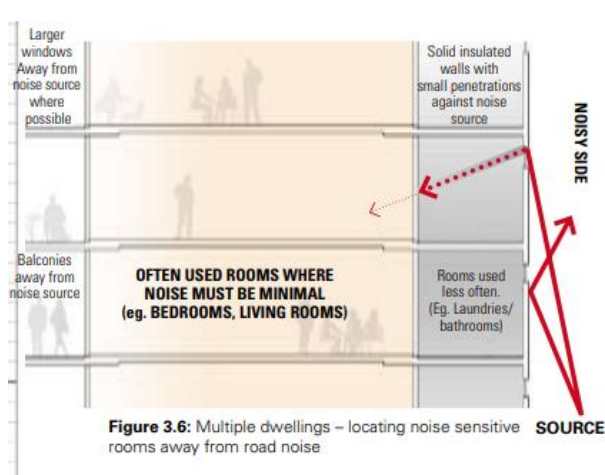 Larger
windows
Away from
noise source
where
possible
Solid insulated
walls with
small penetrations
against noise
source
NOISY SIDE
Balconies
away from
noise source
OFTEN USED ROOMS WHERE
NOISE MUST BE MINIMAL
(eg. BEDROOMS, LIVING ROOMS)
Rooms used
less often.
(Eg. Laundries/
bathrooms)
SOURCE
Figure 3.6: Multiple dwellings – locating noise sensitive
rooms away from road noise